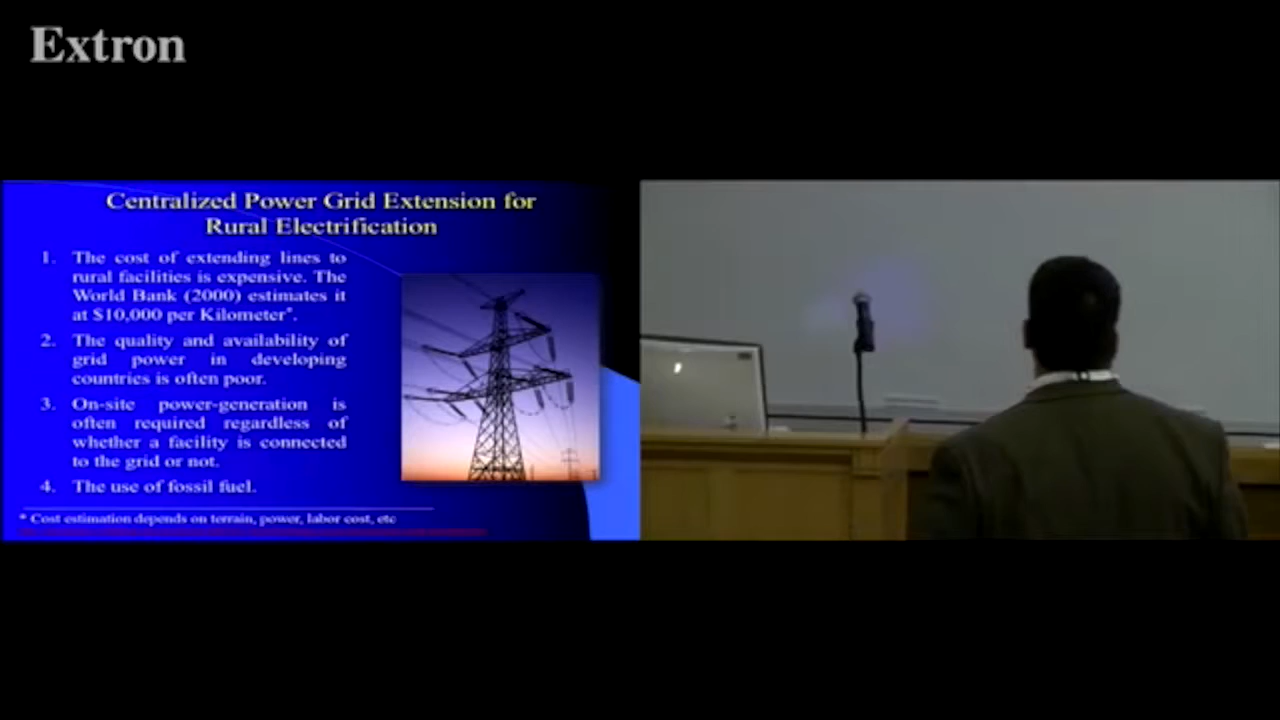 Extron
Centralized Power Grid Extension for
Rural Electrification
1. The cost of extending lines to
rural facilities is expensive. The
World Bank (2000) estimates it
at $10,000 per Kilometer*.
2. The quality and availability of
grid power in developing
countries is often poor.
3. On-site power-generation is
often required regardless of
whether a facility is connected
to the grid or not.
4. The use of fossil fuel.
* Cost estimation depends on terrain, power, labor cost, etc